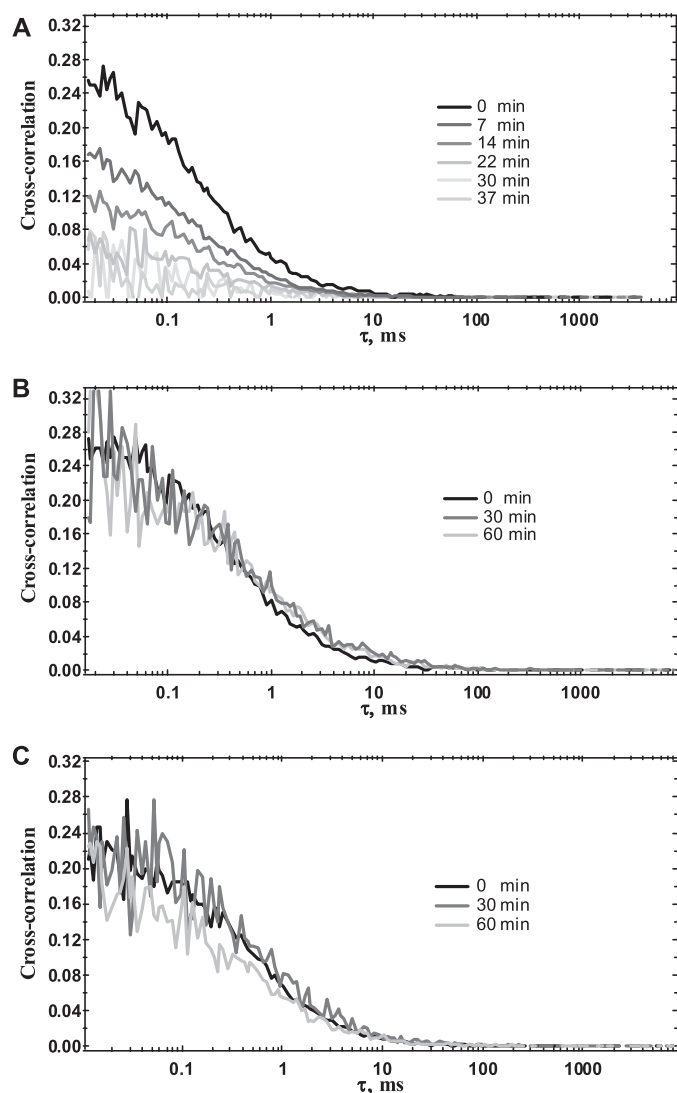 A
0.32
0.28
0.24
0.20
0.16
0.12
0.08
0.04
0.00
Cross-correlation
0 min
7 min
14 min
22 min
30 min
37 min
0.1 1 10 100 1000
τ, ms
B
0.32
0.28
0.24
0.20
0.16
0.12
0.08
0.04
0.00
Cross-correlation
0 min
30 min
60 min
0.1 1 10 100 1000
τ, ms
C
0.32
0.28
0.24
0.20
0.16
0.12
0.08
0.04
0.00
Cross-correlation
0 min
30 min
60 min
0.1 1 10 100 1000
τ, ms